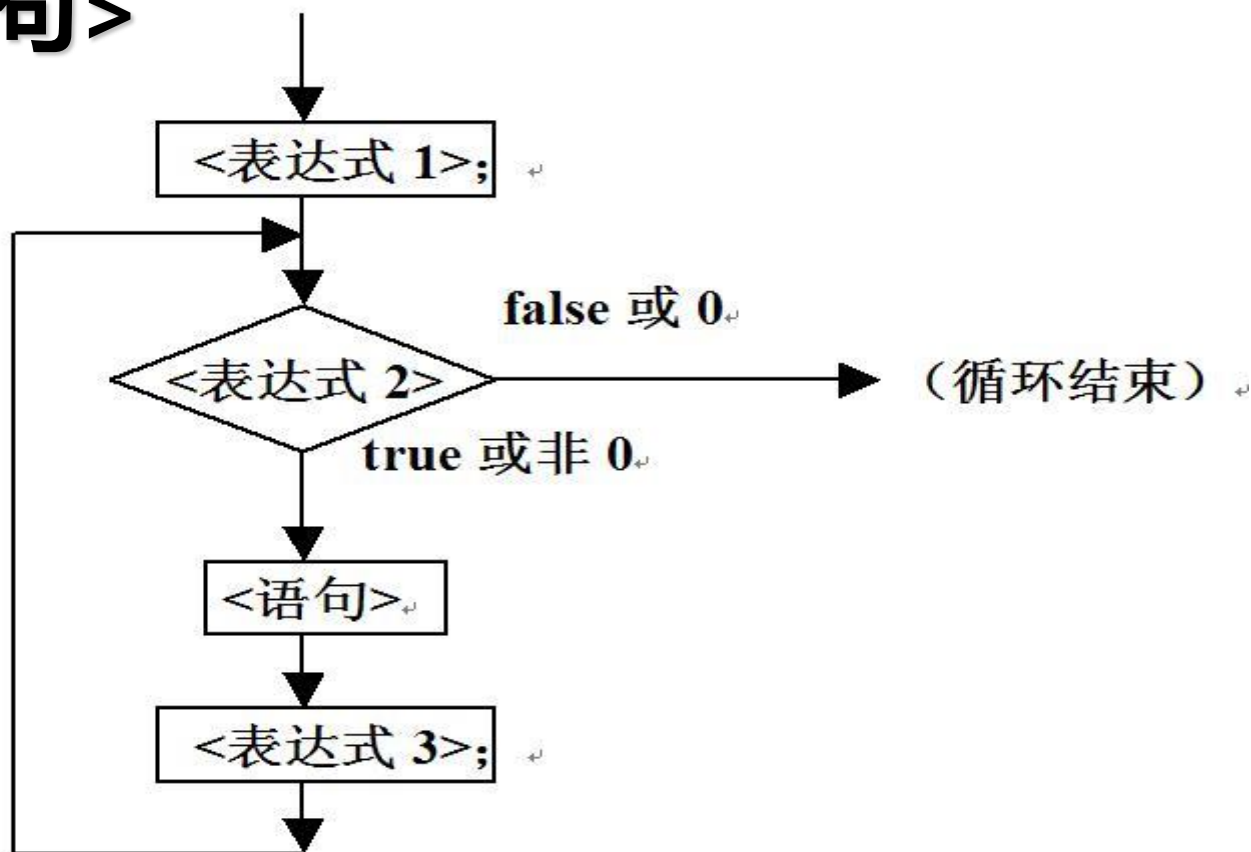 句>
<表达式 1>;
false 或 0
<表达式 2>
（循环结束）
true 或非 0
<语句>
<表达式 3>;